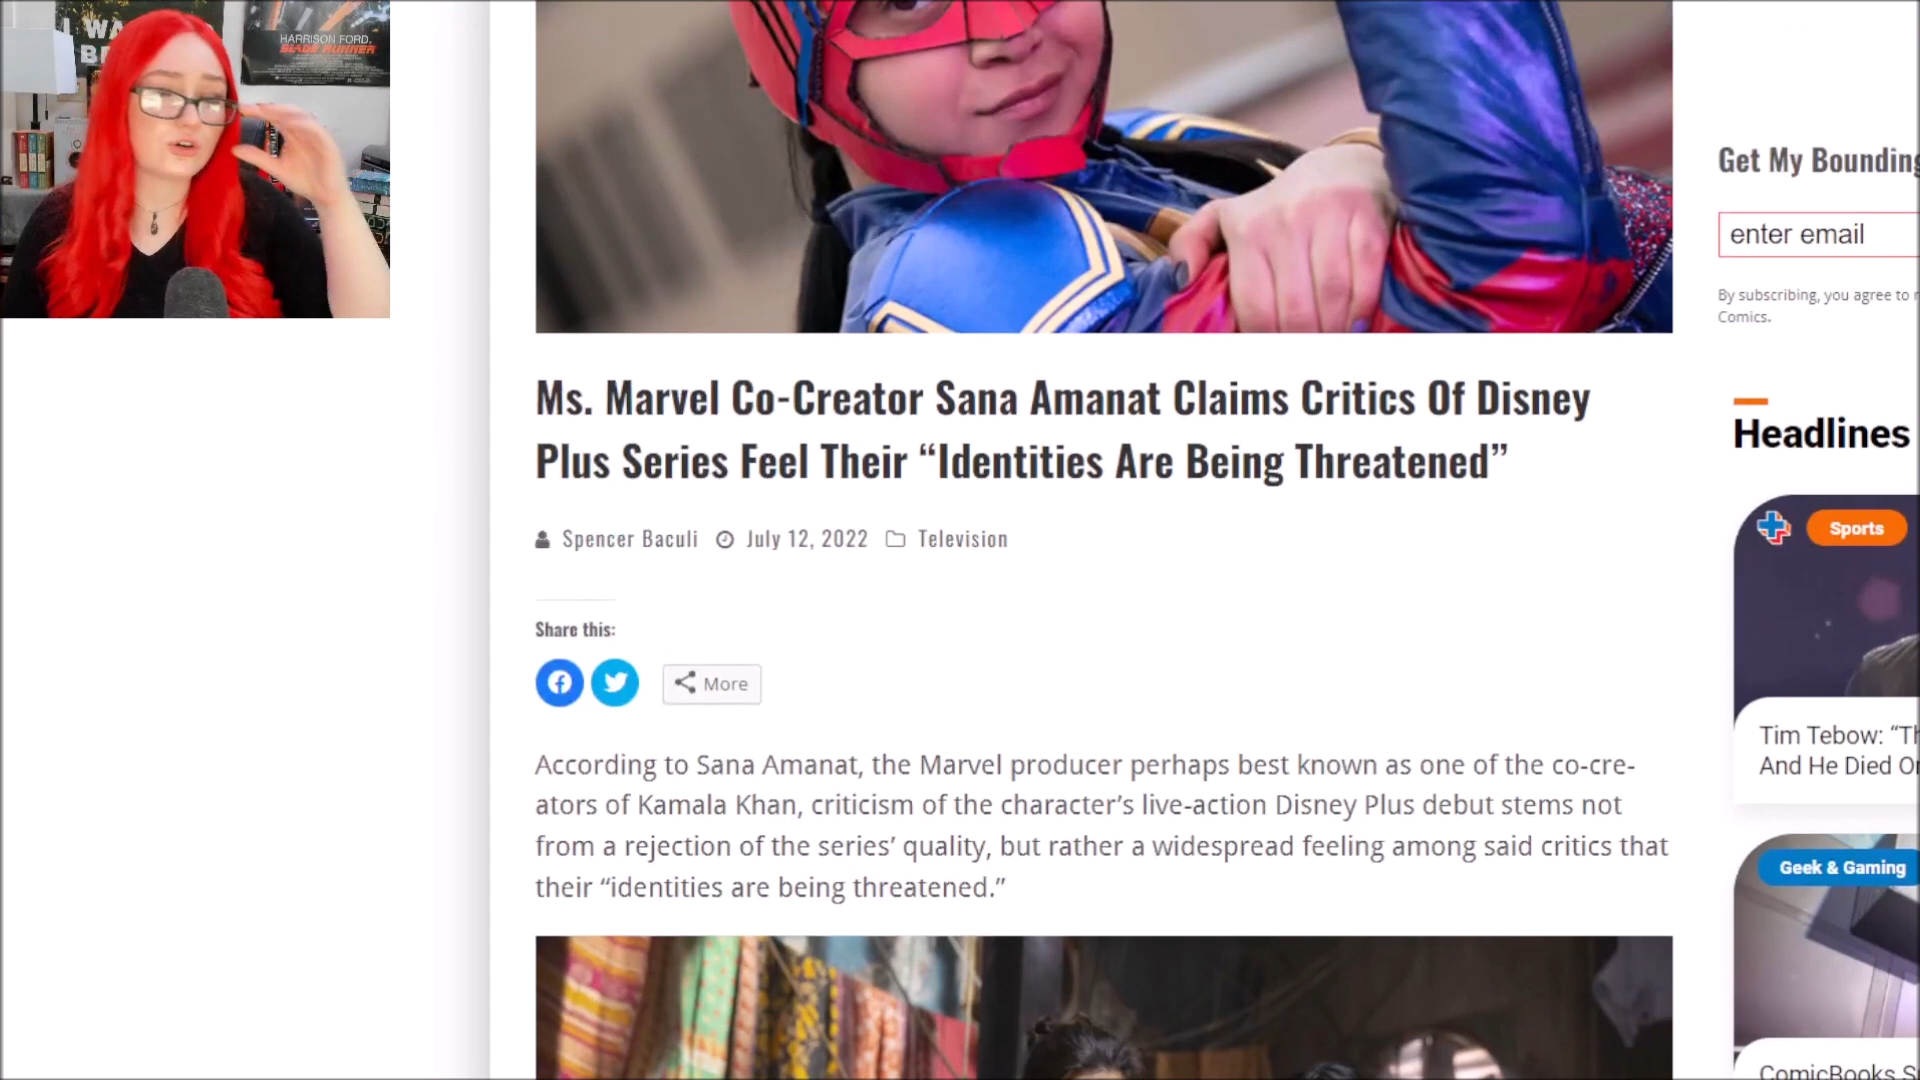 HARRISON FORD.
BLADE RUNNER
Get My Bounding
enter email
By subscribing, you agree to
Comics.
Ms. Marvel Co-Creator Sana Amanat Claims Critics Of Disney
Plus Series Feel Their “Identities Are Being Threatened”
Spencer Baculi July 12, 2022 Television
Share this:
More
According to Sana Amanat, the Marvel producer perhaps best known as one of the co-cre-
ators of Kamala Khan, criticism of the character’s live-action Disney Plus debut stems not
from a rejection of the series’ quality, but rather a widespread feeling among said critics that
their “identities are being threatened.”
Headlines
Sports
Tim Tebow: “Th
And He Died O
Geek & Gaming
ComicBooks S